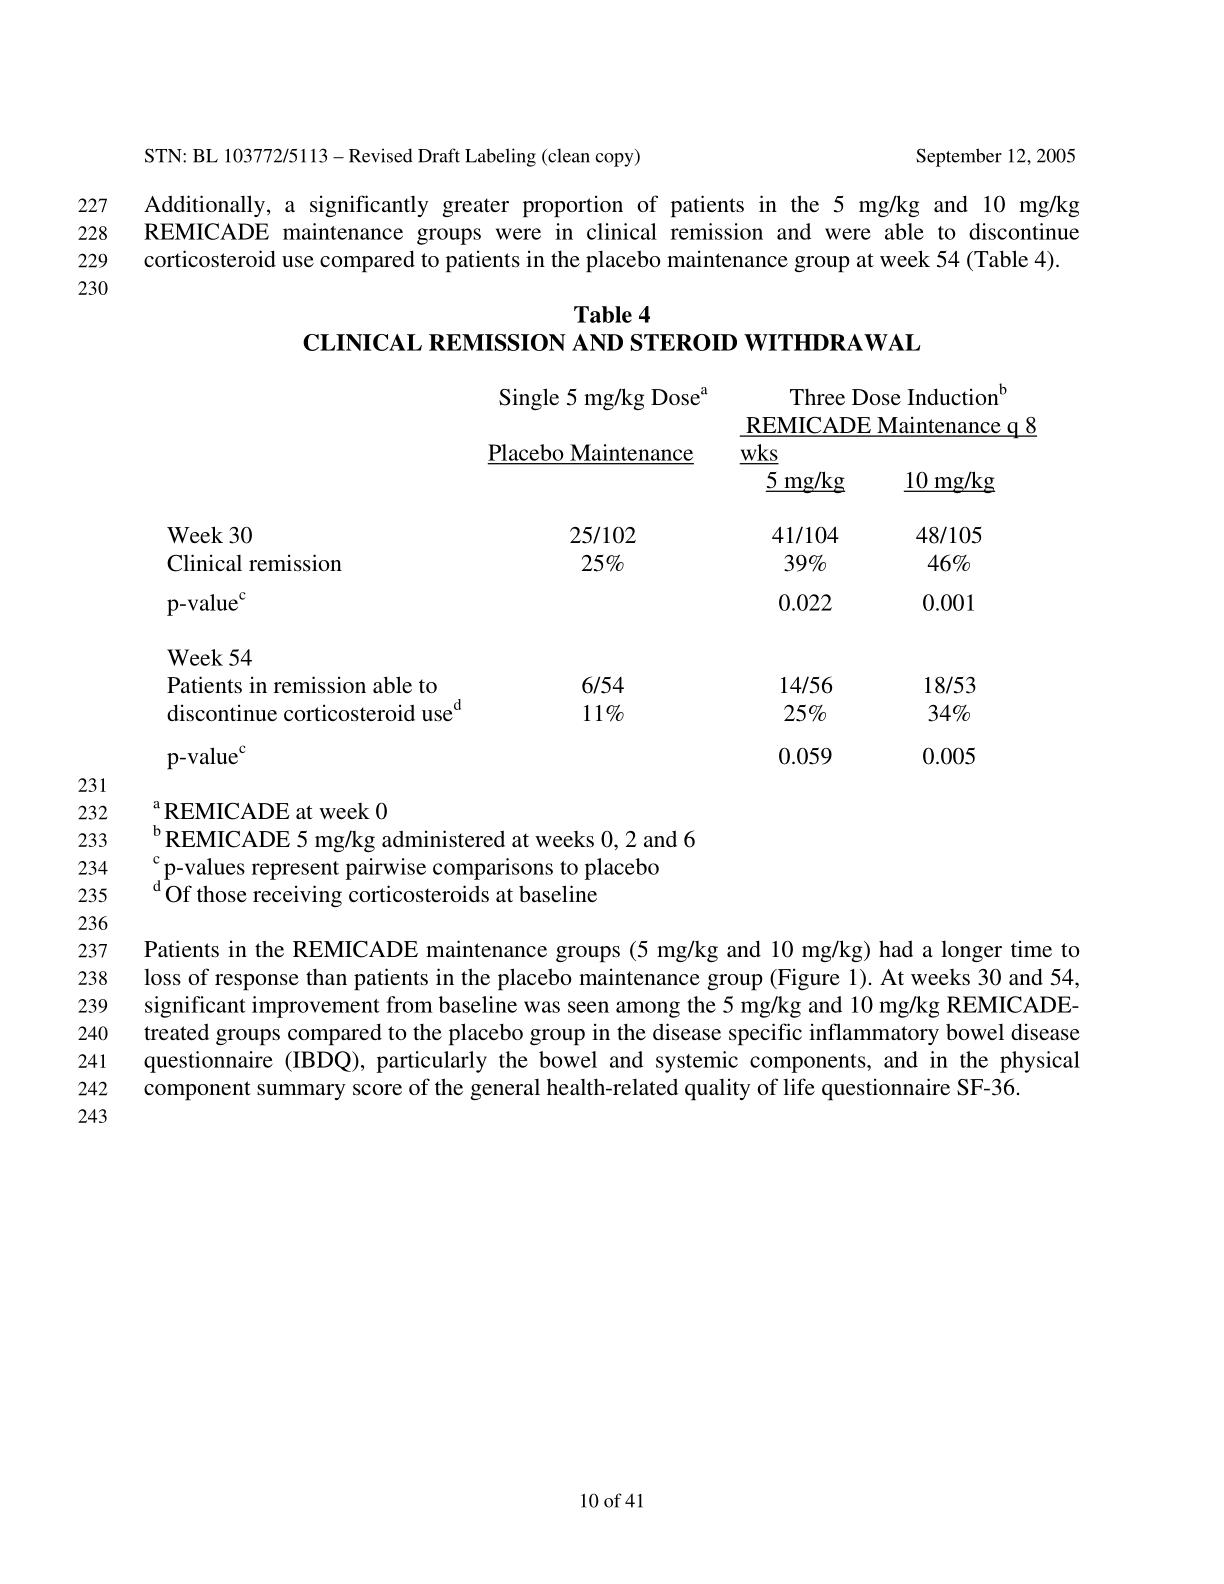 STN: BL 103772/5113 – Revised Draft Labeling (clean copy) September 12, 2005
227 Additionally, a significantly greater proportion of patients in the 5 mg/kg and 10 mg/kg
228 REMICADE maintenance groups were in clinical remission and were able to discontinue
229 corticosteroid use compared to patients in the placebo maintenance group at week 54 (Table 4).
230
Table 4
CLINICAL REMISSION AND STEROID WITHDRAWAL
Single 5 mg/kg Doseᵃ Three Dose Inductionᵇ
REMICADE Maintenance q 8
Placebo Maintenance wks
5 mg/kg 10 mg/kg
Week 30 25/102 41/104 48/105
Clinical remission 25% 39% 46%
p-valueᶜ 0.022 0.001
Week 54
Patients in remission able to 6/54 14/56 18/53
discontinue corticosteroid useᵈ 11% 25% 34%
p-valueᶜ 0.059 0.005
231
232 ᵃ REMICADE at week 0
233 ᵇ REMICADE 5 mg/kg administered at weeks 0, 2 and 6
234 ᶜ p-values represent pairwise comparisons to placebo
235 ᵈ Of those receiving corticosteroids at baseline
236
237 Patients in the REMICADE maintenance groups (5 mg/kg and 10 mg/kg) had a longer time to
238 loss of response than patients in the placebo maintenance group (Figure 1). At weeks 30 and 54,
239 significant improvement from baseline was seen among the 5 mg/kg and 10 mg/kg REMICADE-
240 treated groups compared to the placebo group in the disease specific inflammatory bowel disease
241 questionnaire (IBDQ), particularly the bowel and systemic components, and in the physical
242 component summary score of the general health-related quality of life questionnaire SF-36.
243
10 of 41